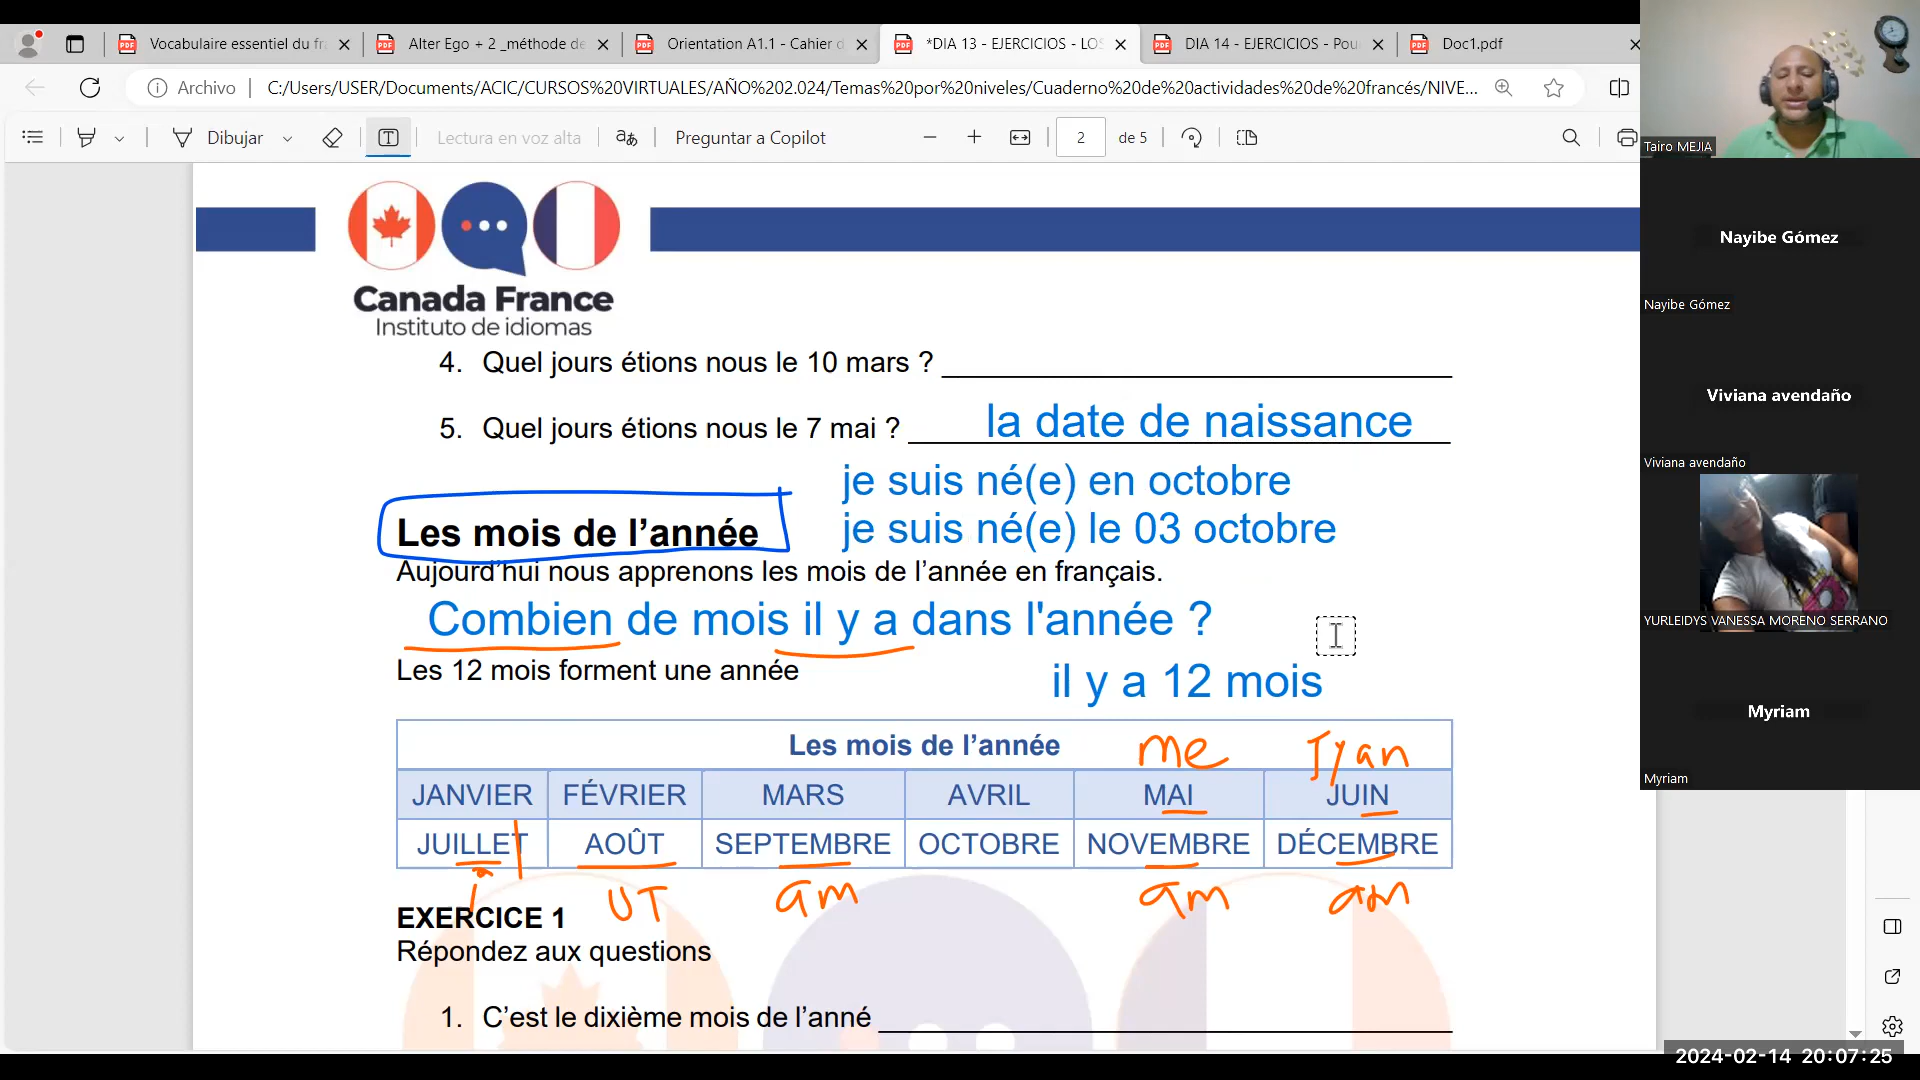 Vocabulaire essentiel du fr
Alter Ego + 2 _méthode de
Orientation A1.1 - Cahier d
*DIA 13 - EJERCICIOS - LOS
DIA 14 - EJERCICIOS - Pou
Doc1.pdf
Archivo
C:/Users/USER/Documents/ACIC/CURSOS%20VIRTUALES/AÑO%202.024/Temas%20por%20niveles/Cuaderno%20de%20actividades%20de%20francés/NIVE...
Dibujar
Lectura en voz alta
Preguntar a Copilot
2 de 5
Canada France
Instituto de idiomas
4. Quel jours étions nous le 10 mars ?
5. Quel jours étions nous le 7 mai ?
la date de naissance
je suis né(e) en octobre
Les mois de l’année
je suis né(e) le 03 octobre
Aujourd’hui nous apprenons les mois de l’année en français.
Combien de mois il y a dans l'année ?
Les 12 mois forment une année
il y a 12 mois
Les mois de l’année
me
JANVIER FÉVRIER MARS AVRIL MAI JUIN
JUILLET AOÛT SEPTEMBRE OCTOBRE NOVEMBRE DÉCEMBRE
UT am am am
EXERCICE 1
Répondez aux questions
1. C’est le dixième mois de l’anné
Tairo MEJIA
Nayibe Gómez
Nayibe Gómez
Viviana avendaño
Viviana avendaño
YURLEIDYS VANESSA MORENO SERRANO
Myriam
Myriam
2024-02-14 20:07:25